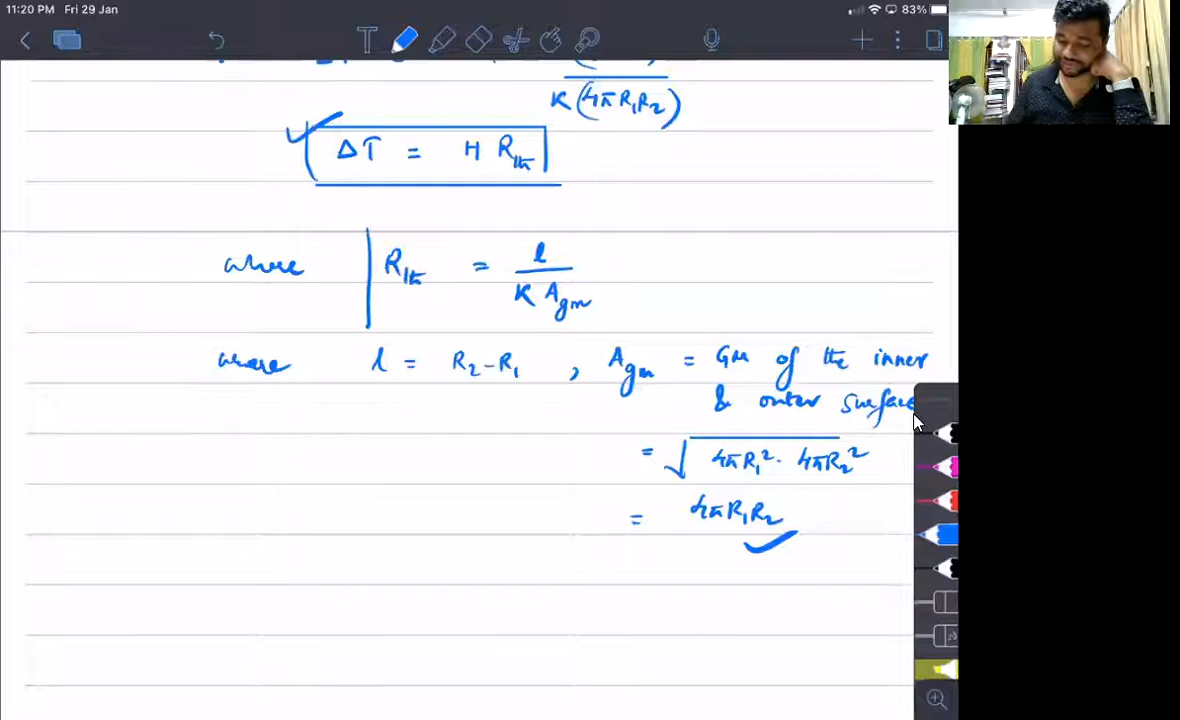 11:20 PM Fri 29 Jan 83%
K(4πR₁R₂)
ΔT = H R_th
where R_th = l / (K A_gm)
where l = R₂-R₁ , A_gm = GM of the inner
& outer surface
= √(4πR₁² · 4πR₂²)
= 4πR₁R₂